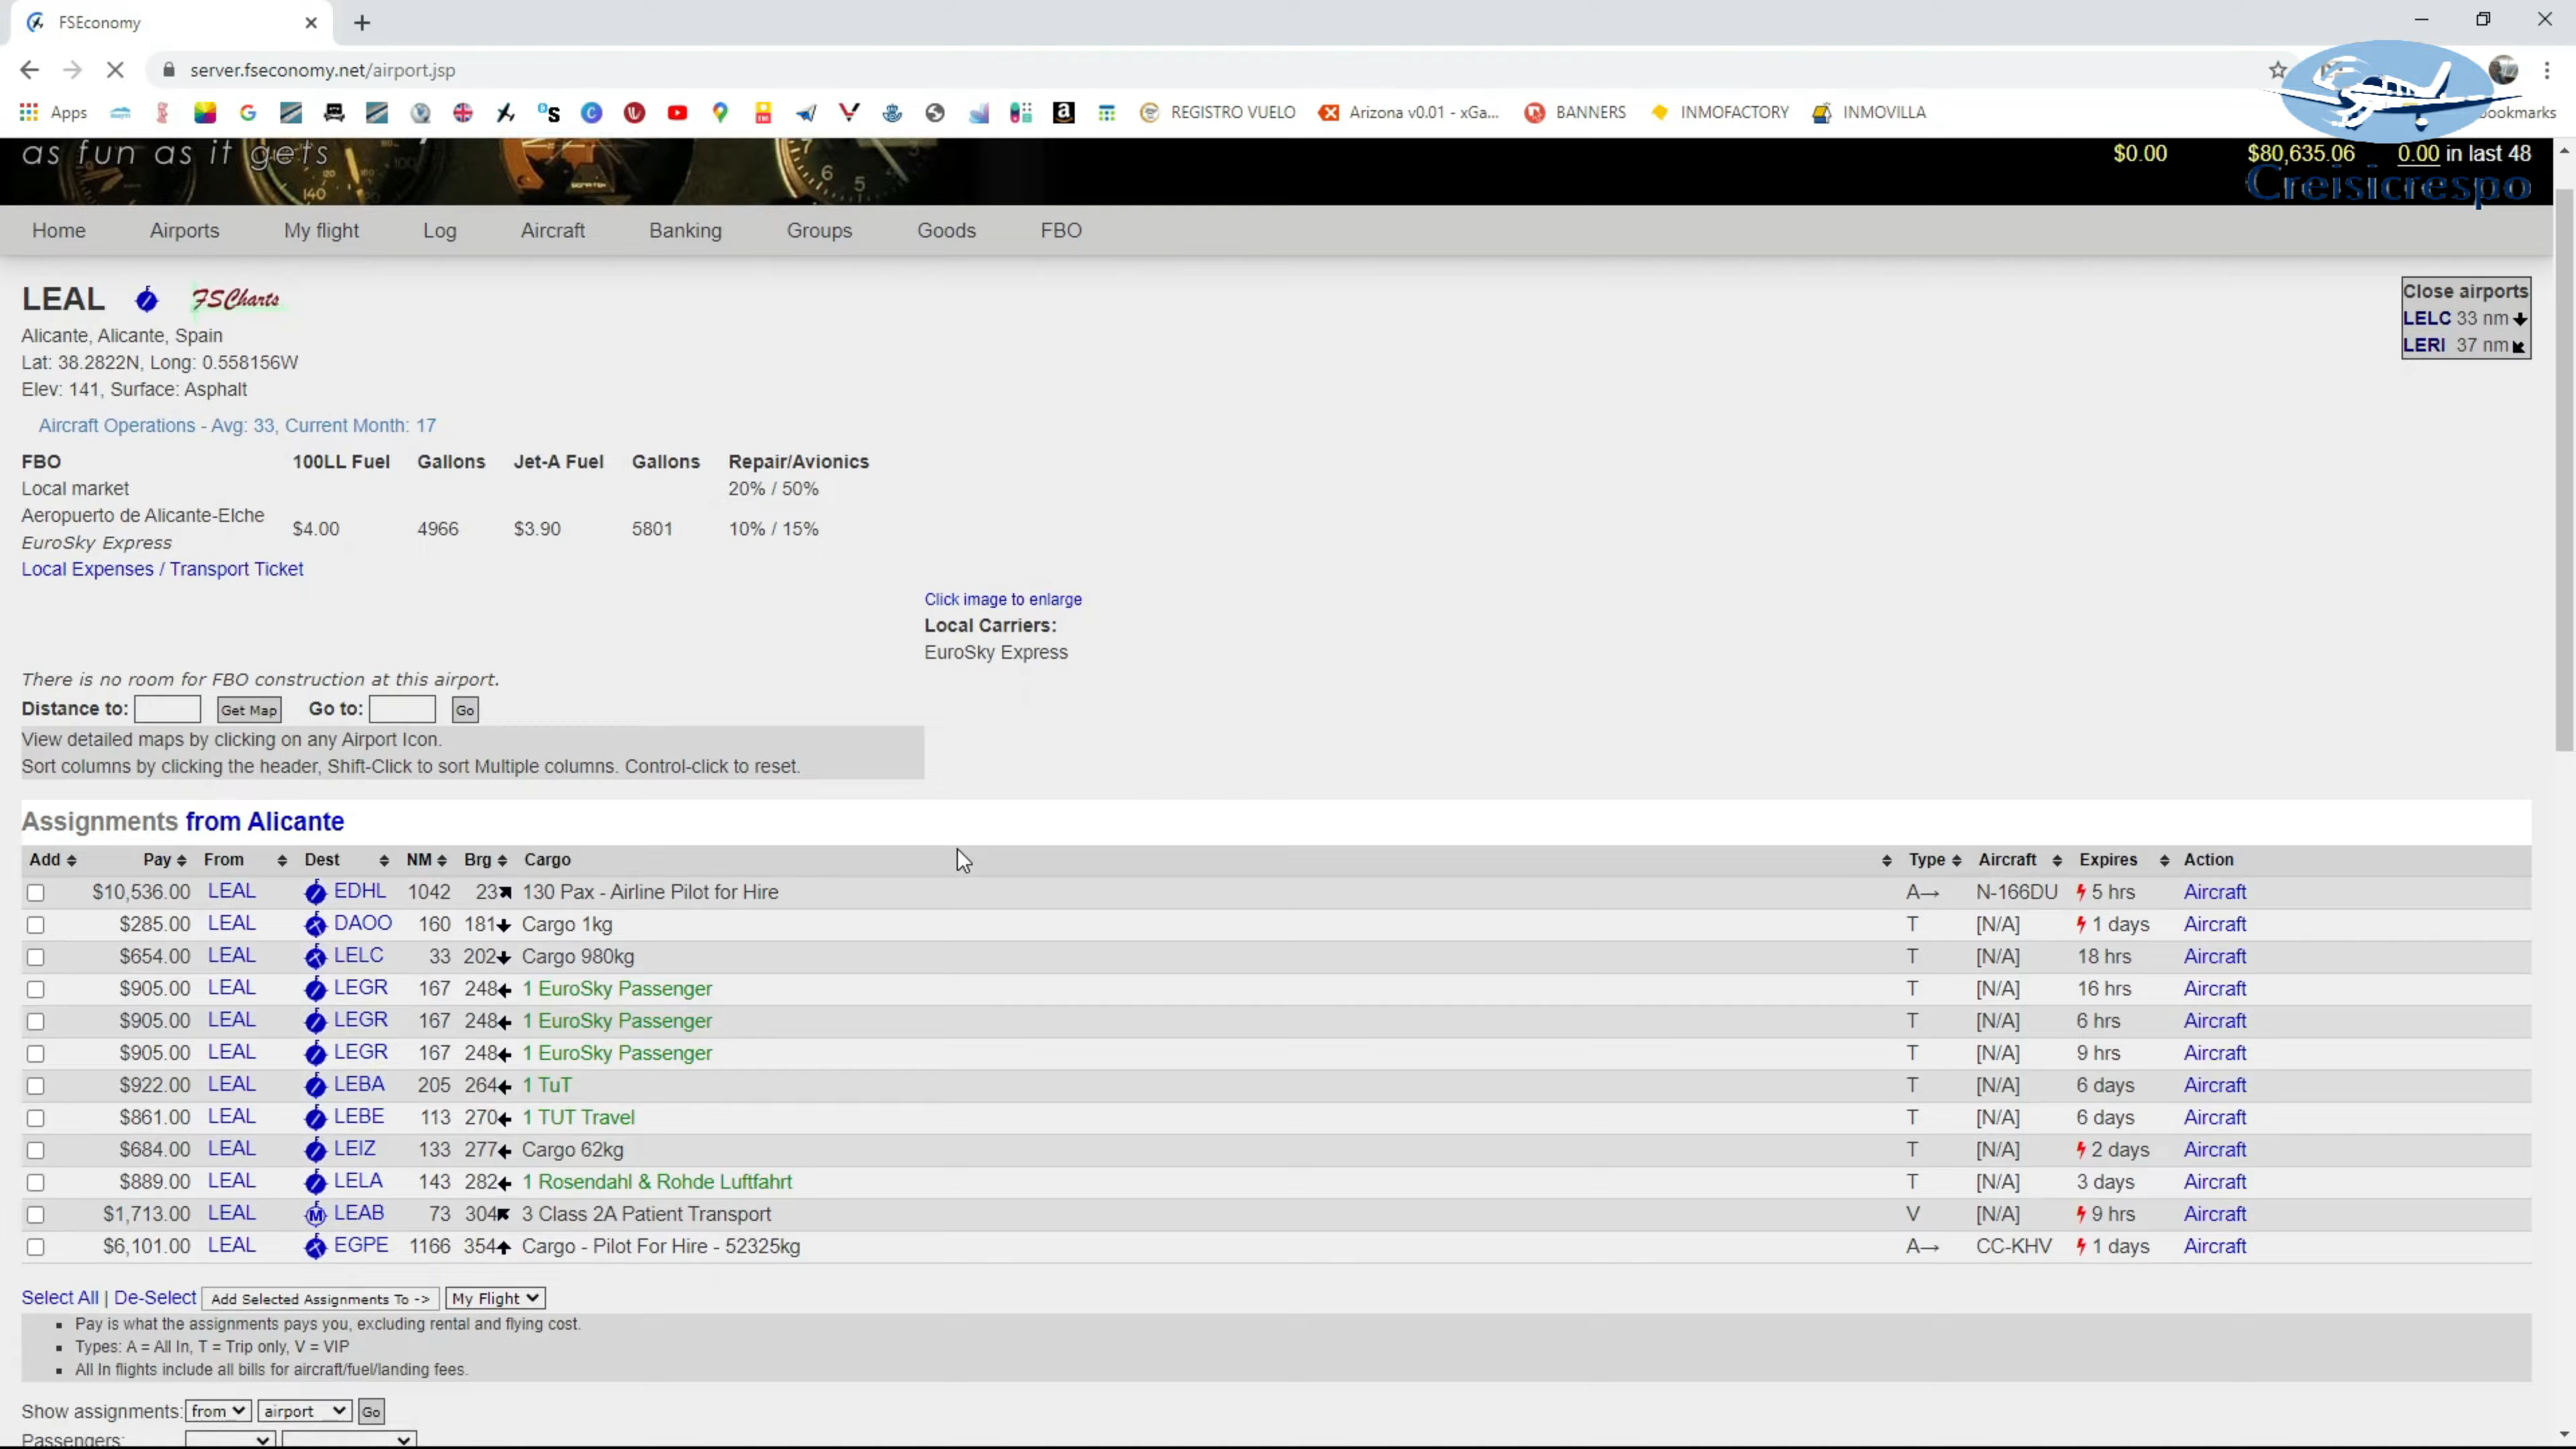 FSEconomy
server.fseconomy.net/airport.jsp
Apps REGISTRO VUELO Arizona v0.01 - xGa... BANNERS INMOFACTORY INMOVILLA bookmarks
as fun as it gets
$0.00 $80,635.06 0.00 in last 48
Creisicrespo
Home Airports My flight Log Aircraft Banking Groups Goods FBO
LEAL FSCharts
Alicante, Alicante, Spain
Lat: 38.2822N, Long: 0.558156W
Elev: 141, Surface: Asphalt
Close airports
LELC 33 nm
LERI 37 nm
Aircraft Operations - Avg: 33, Current Month: 17
FBO 100LL Fuel Gallons Jet-A Fuel Gallons Repair/Avionics
Local market 20% / 50%
Aeropuerto de Alicante-Elche
EuroSky Express $4.00 4966 $3.90 5801 10% / 15%
Local Expenses / Transport Ticket
Click image to enlarge
Local Carriers:
EuroSky Express
There is no room for FBO construction at this airport.
Distance to: Get Map Go to: Go
View detailed maps by clicking on any Airport Icon.
Sort columns by clicking the header, Shift-Click to sort Multiple columns. Control-click to reset.
Assignments from Alicante
Add Pay From Dest NM Brg Cargo Type Aircraft Expires Action
$10,536.00 LEAL EDHL 1042 23 130 Pax - Airline Pilot for Hire A→ N-166DU 5 hrs Aircraft
$285.00 LEAL DAOO 160 181 Cargo 1kg T [N/A] 1 days Aircraft
$654.00 LEAL LELC 33 202 Cargo 980kg T [N/A] 18 hrs Aircraft
$905.00 LEAL LEGR 167 248 1 EuroSky Passenger T [N/A] 16 hrs Aircraft
$905.00 LEAL LEGR 167 248 1 EuroSky Passenger T [N/A] 6 hrs Aircraft
$905.00 LEAL LEGR 167 248 1 EuroSky Passenger T [N/A] 9 hrs Aircraft
$922.00 LEAL LEBA 205 264 1 TuT T [N/A] 6 days Aircraft
$861.00 LEAL LEBE 113 270 1 TUT Travel T [N/A] 6 days Aircraft
$684.00 LEAL LEIZ 133 277 Cargo 62kg T [N/A] 2 days Aircraft
$889.00 LEAL LELA 143 282 1 Rosendahl & Rohde Luftfahrt T [N/A] 3 days Aircraft
$1,713.00 LEAL LEAB 73 304 3 Class 2A Patient Transport V [N/A] 9 hrs Aircraft
$6,101.00 LEAL EGPE 1166 354 Cargo - Pilot For Hire - 52325kg A→ CC-KHV 1 days Aircraft
Select All | De-Select Add Selected Assignments To -> My Flight
Pay is what the assignments pays you, excluding rental and flying cost.
Types: A = All In, T = Trip only, V = VIP
All In flights include all bills for aircraft/fuel/landing fees.
Show assignments: from airport Go
Passengers: